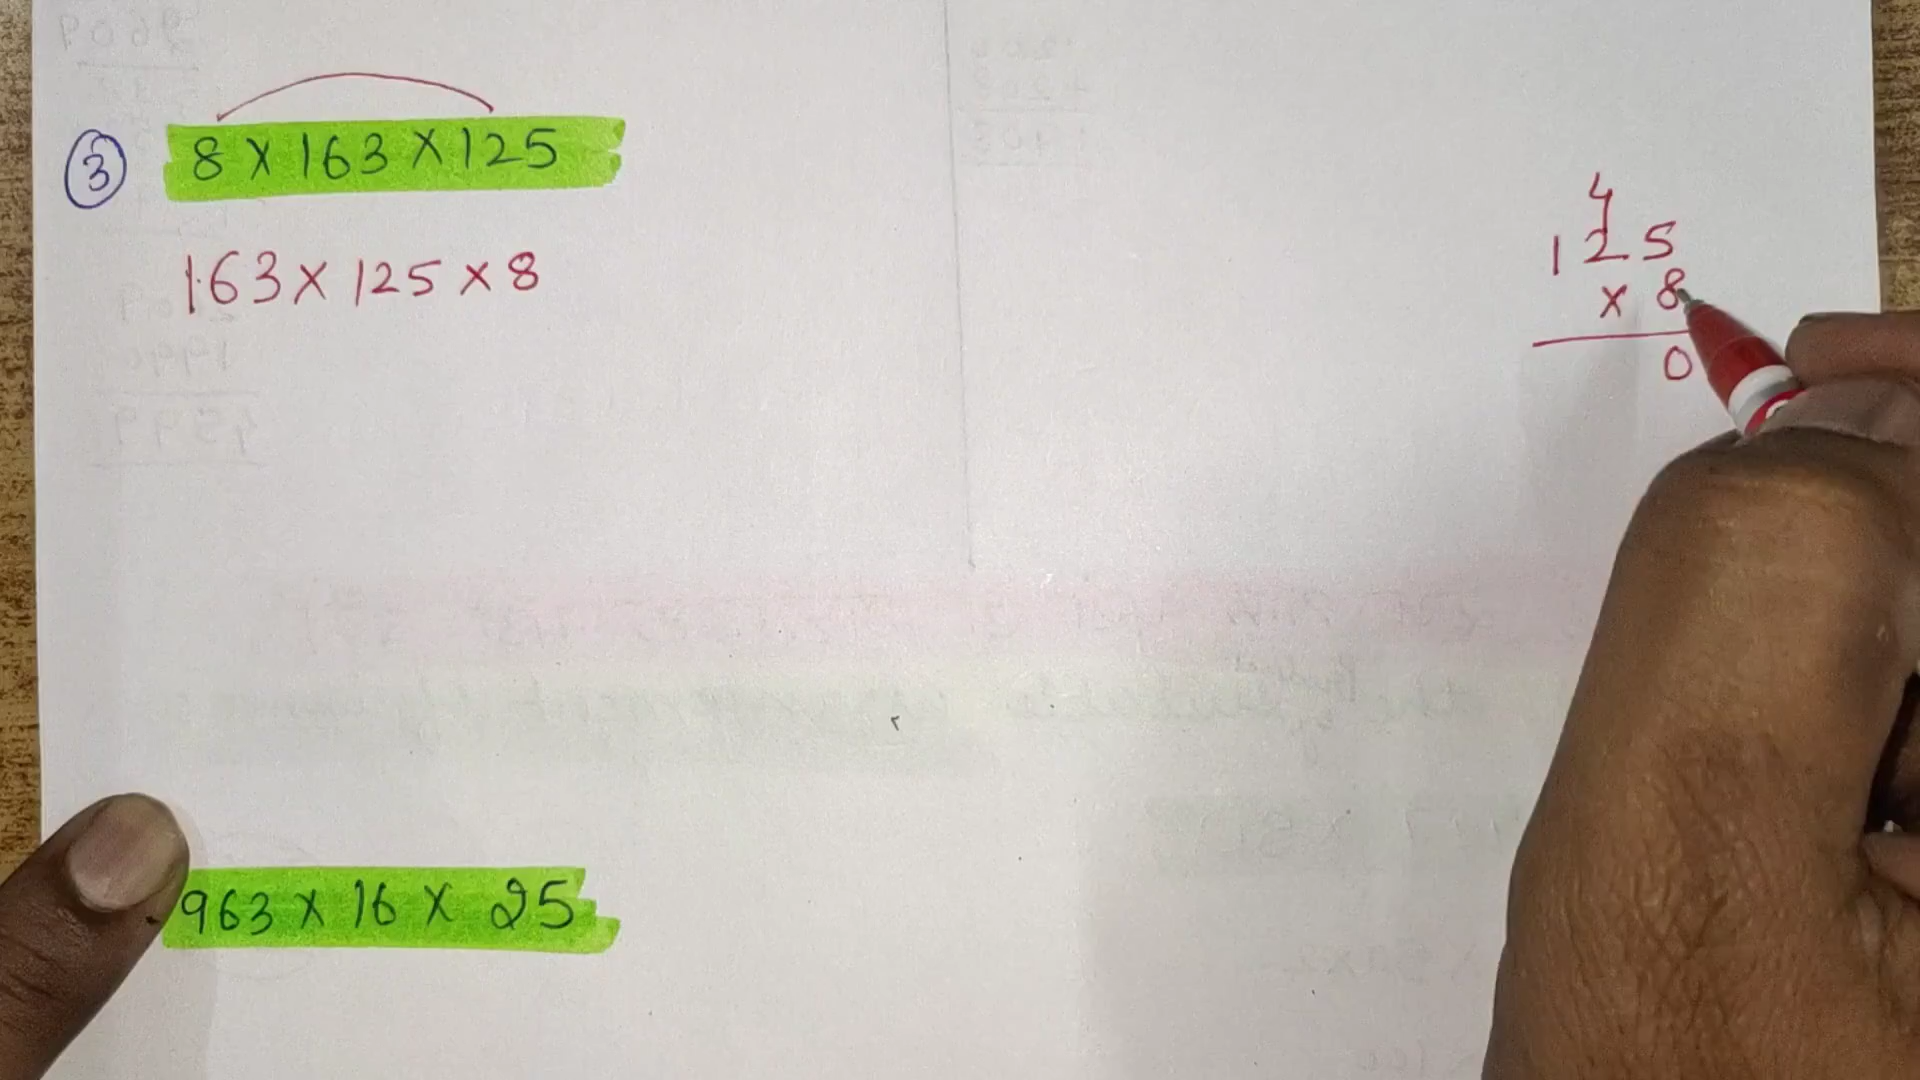 ③ 8 X 163 X 125
163 X 125 X 8
4
125
X 8
0
963 X 16 X 25